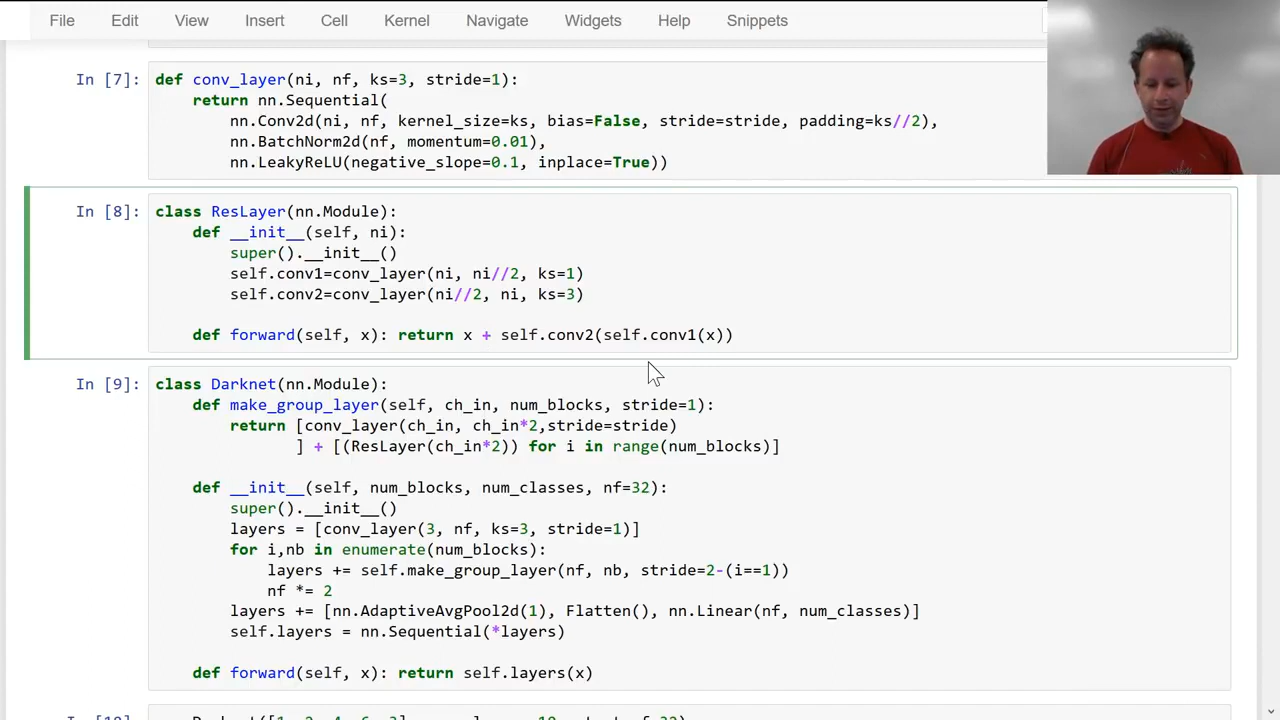 File Edit View Insert Cell Kernel Navigate Widgets Help Snippets
In [7]: def conv_layer(ni, nf, ks=3, stride=1):
return nn.Sequential(
nn.Conv2d(ni, nf, kernel_size=ks, bias=False, stride=stride, padding=ks//2),
nn.BatchNorm2d(nf, momentum=0.01),
nn.LeakyReLU(negative_slope=0.1, inplace=True))
In [8]: class ResLayer(nn.Module):
def __init__(self, ni):
super().__init__()
self.conv1=conv_layer(ni, ni//2, ks=1)
self.conv2=conv_layer(ni//2, ni, ks=3)
def forward(self, x): return x + self.conv2(self.conv1(x))
In [9]: class Darknet(nn.Module):
def make_group_layer(self, ch_in, num_blocks, stride=1):
return [conv_layer(ch_in, ch_in*2,stride=stride)
] + [(ResLayer(ch_in*2)) for i in range(num_blocks)]
def __init__(self, num_blocks, num_classes, nf=32):
super().__init__()
layers = [conv_layer(3, nf, ks=3, stride=1)]
for i,nb in enumerate(num_blocks):
layers += self.make_group_layer(nf, nb, stride=2-(i==1))
nf *= 2
layers += [nn.AdaptiveAvgPool2d(1), Flatten(), nn.Linear(nf, num_classes)]
self.layers = nn.Sequential(*layers)
def forward(self, x): return self.layers(x)